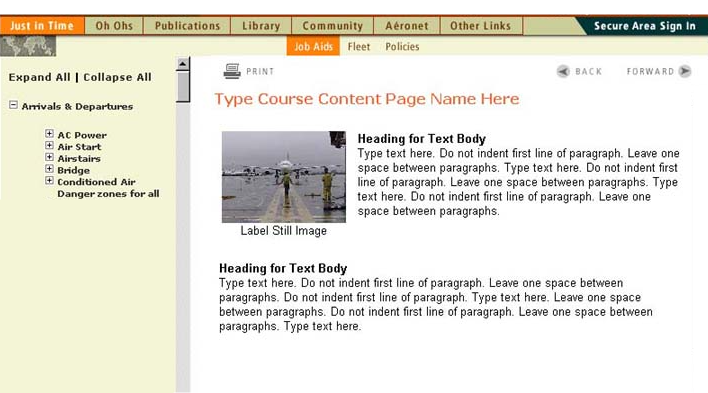 Just in Time Oh Ohs Publications Library Community Aéronet Other Links Secure Area Sign In
Job Aids Fleet Policies
Expand All | Collapse All
Arrivals & Departures
AC Power
Air Start
Airstairs
Bridge
Conditioned Air
Danger zones for all
PRINT BACK FORWARD
Type Course Content Page Name Here
Heading for Text Body
Type text here. Do not indent first line of paragraph. Leave one
space between paragraphs. Type text here. Do not indent first
line of paragraph. Leave one space between paragraphs. Type
text here. Do not indent first line of paragraph. Leave one
space between paragraphs.
Label Still Image
Heading for Text Body
Type text here. Do not indent first line of paragraph. Leave one space between
paragraphs. Do not indent first line of paragraph. Type text here. Leave one space
between paragraphs. Do not indent first line of paragraph. Leave one space between
paragraphs. Type text here.